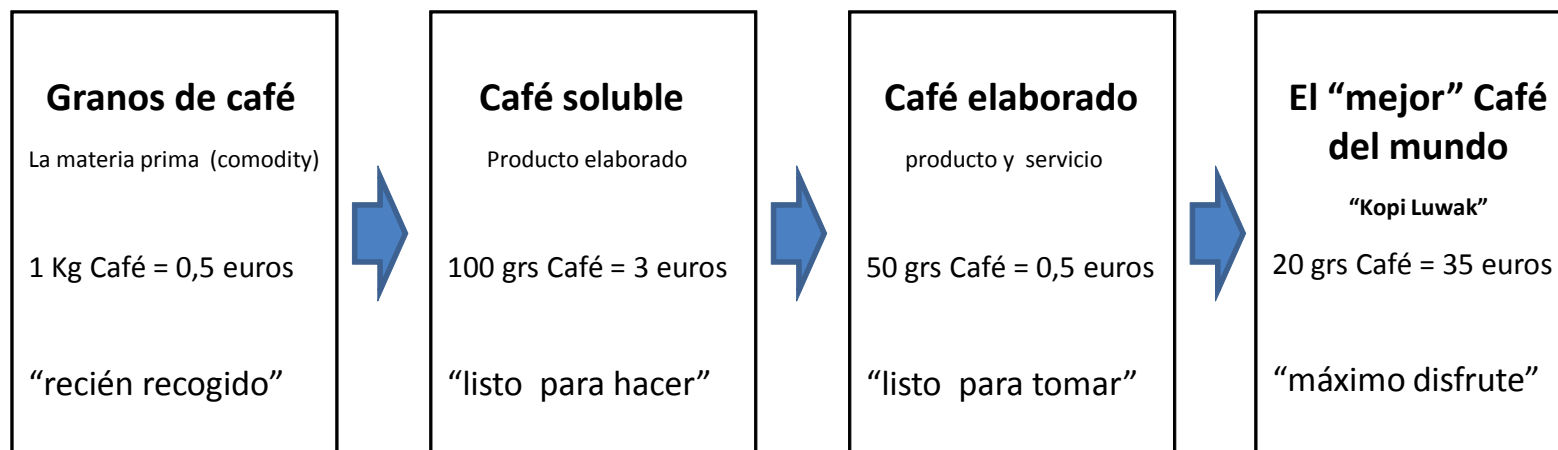 Granos de café
La materia prima (comodity)
1 Kg Café = 0,5 euros
“recién recogido”
Café soluble
Producto elaborado
100 grs Café = 3 euros
“listo para hacer”
Café elaborado
producto y servicio
50 grs Café = 0,5 euros
“listo para tomar”
El “mejor” Café
del mundo
“Kopi Luwak”
20 grs Café = 35 euros
“máximo disfrute”